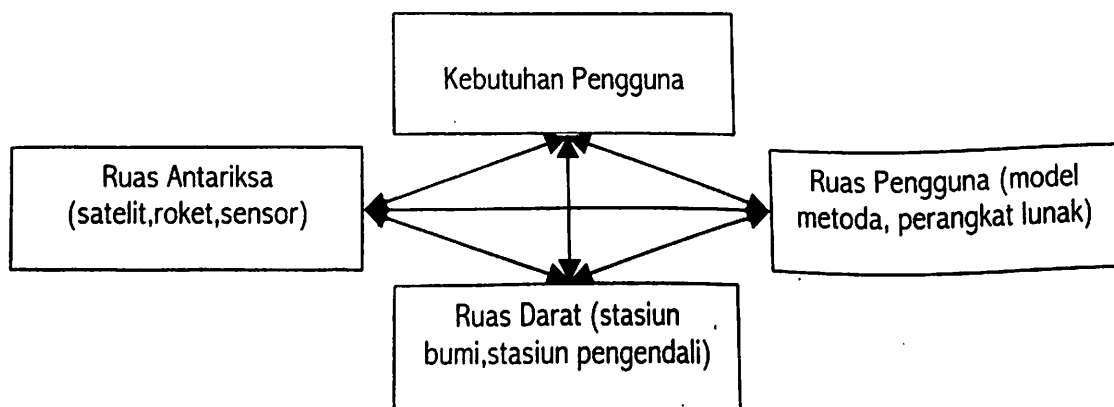 Kebutuhan Pengguna
Ruas Antariksa
(satelit,roket,sensor)
Ruas Pengguna (model
metoda, perangkat lunak)
Ruas Darat (stasiun
bumi,stasiun pengendali)